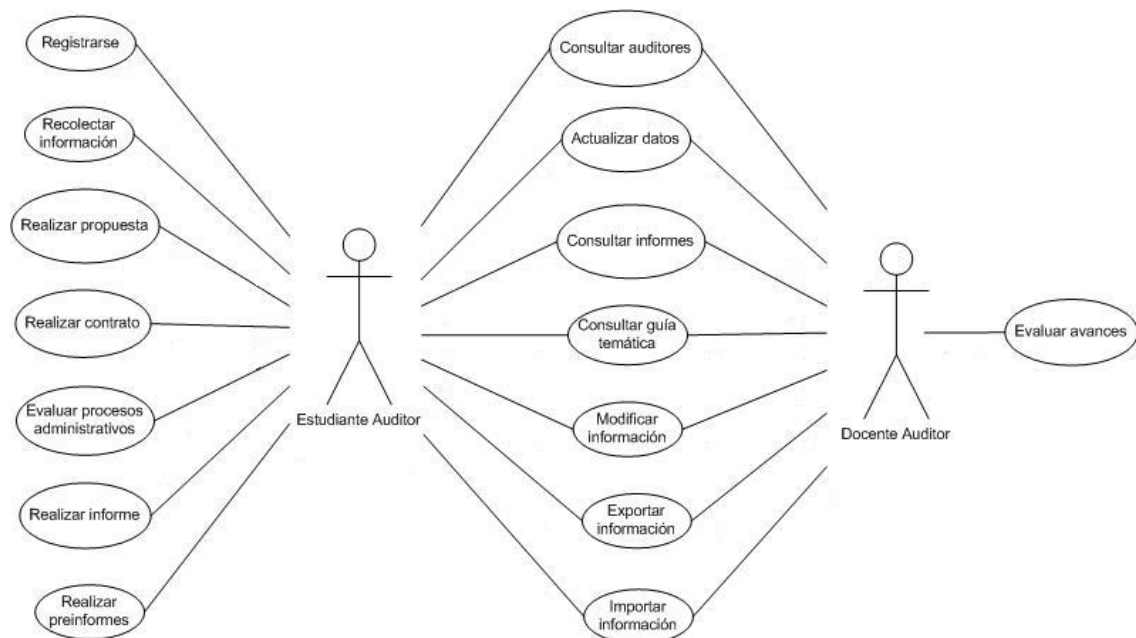 Registrarse
Recolectar
información
Realizar propuesta
Realizar contrato
Evaluar procesos
administrativos
Realizar informe
Realizar
preinformes
Estudiante Auditor
Consultar auditores
Actualizar datos
Consultar informes
Consultar guía
temática
Modificar
información
Exportar
información
Importar
información
Docente Auditor
Evaluar avances